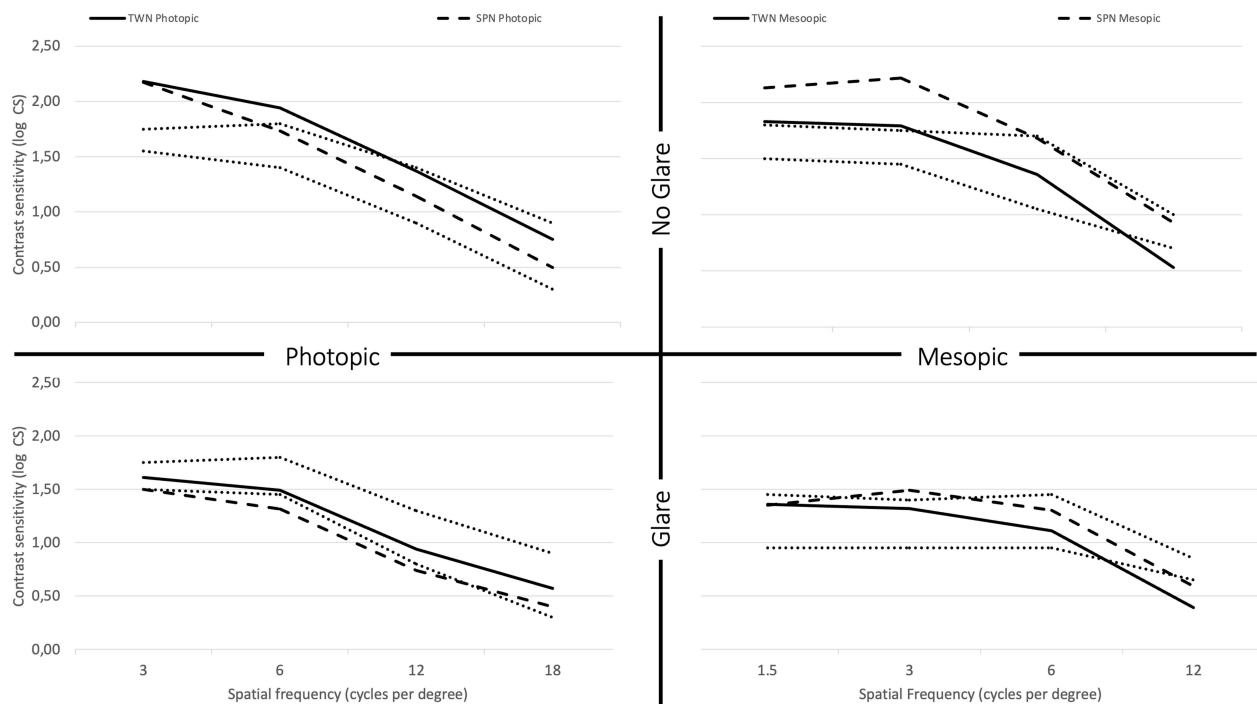 TWN Photopic
SPN Photopic
TWN Mesoopic
SPN Mesopic
2,50
2,00
1,50
1,00
0,50
0,00
Contrast sensitivity (log CS)
No Glare
Photopic
Mesopic
2,50
2,00
1,50
1,00
0,50
0,00
Contrast sensitivity (log CS)
Glare
3
6
12
18
Spatial frequency (cycles per degree)
1.5
3
6
12
Spatial Frequency (cycles per degree)